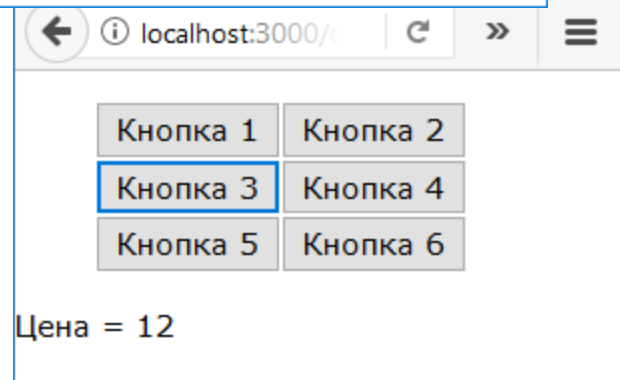 localhost:3000/e
Кнопка 1 Кнопка 2
Кнопка 3 Кнопка 4
Кнопка 5 Кнопка 6
Цена = 12